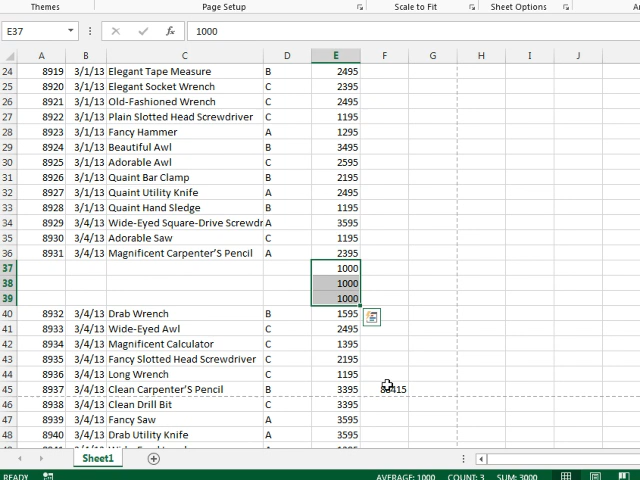 Themes Page Setup Scale to Fit Sheet Options
E37 fx 1000
A B C D E F G H I J
24 8919 3/1/13 Elegant Tape Measure B 2495
25 8920 3/1/13 Elegant Socket Wrench C 2395
26 8921 3/1/13 Old-Fashioned Wrench C 2495
27 8922 3/1/13 Plain Slotted Head Screwdriver C 1195
28 8923 3/1/13 Fancy Hammer A 1295
29 8924 3/1/13 Beautiful Awl B 3495
30 8925 3/1/13 Adorable Awl C 2595
31 8926 3/1/13 Quaint Bar Clamp B 2195
32 8927 3/1/13 Quaint Utility Knife A 2495
33 8928 3/1/13 Quaint Hand Sledge B 1195
34 8929 3/4/13 Wide-Eyed Square-Drive Screwdr A 3595
35 8930 3/4/13 Adorable Saw C 1195
36 8931 3/4/13 Magnificent Carpenter'S Pencil A 2395
37 1000
38 1000
39 1000
40 8932 3/4/13 Drab Wrench B 1595
41 8933 3/4/13 Wide-Eyed Awl C 2495
42 8934 3/4/13 Magnificent Calculator C 1395
43 8935 3/4/13 Fancy Slotted Head Screwdriver C 2195
44 8936 3/4/13 Long Wrench C 1195
45 8937 3/4/13 Clean Carpenter'S Pencil B 3395
46 8938 3/4/13 Clean Drill Bit C 3395
47 8939 3/4/13 Fancy Saw A 3595
48 8940 3/4/13 Drab Utility Knife A 3595
Sheet1
READY AVERAGE: 1000 COUNT: 3 SUM: 3000